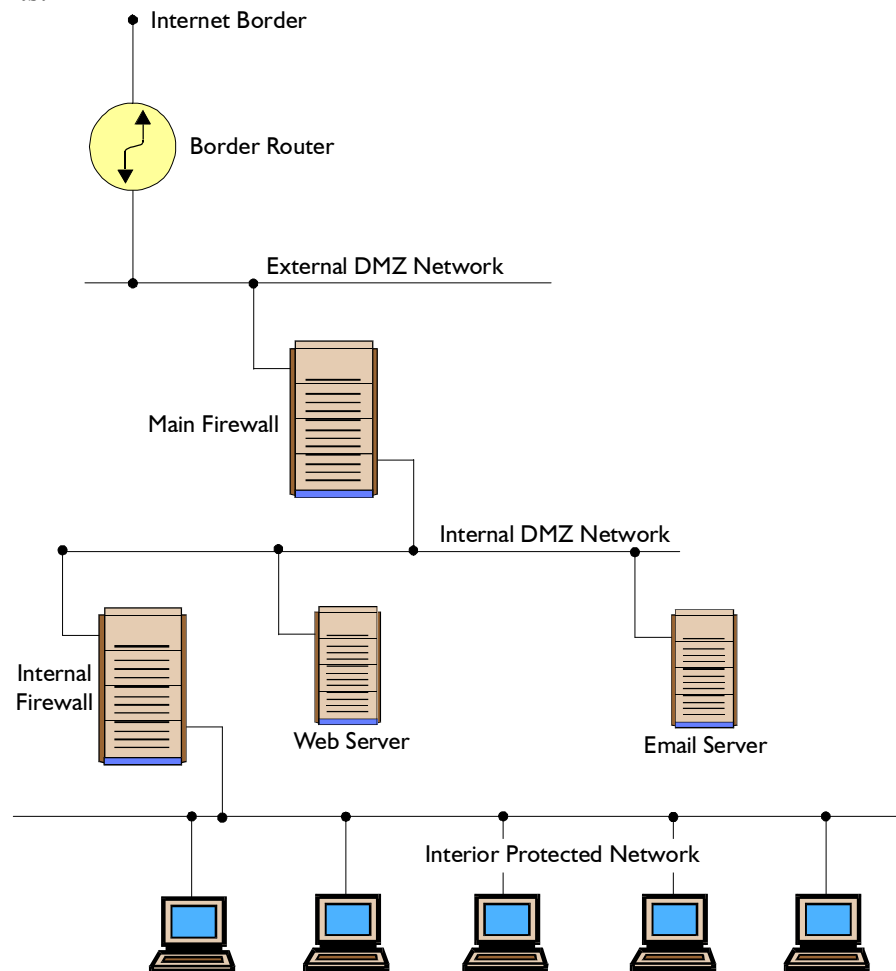 Internet Border
Border Router
External DMZ Network
Main Firewall
Internal DMZ Network
Internal
Firewall
Web Server
Email Server
Interior Protected Network